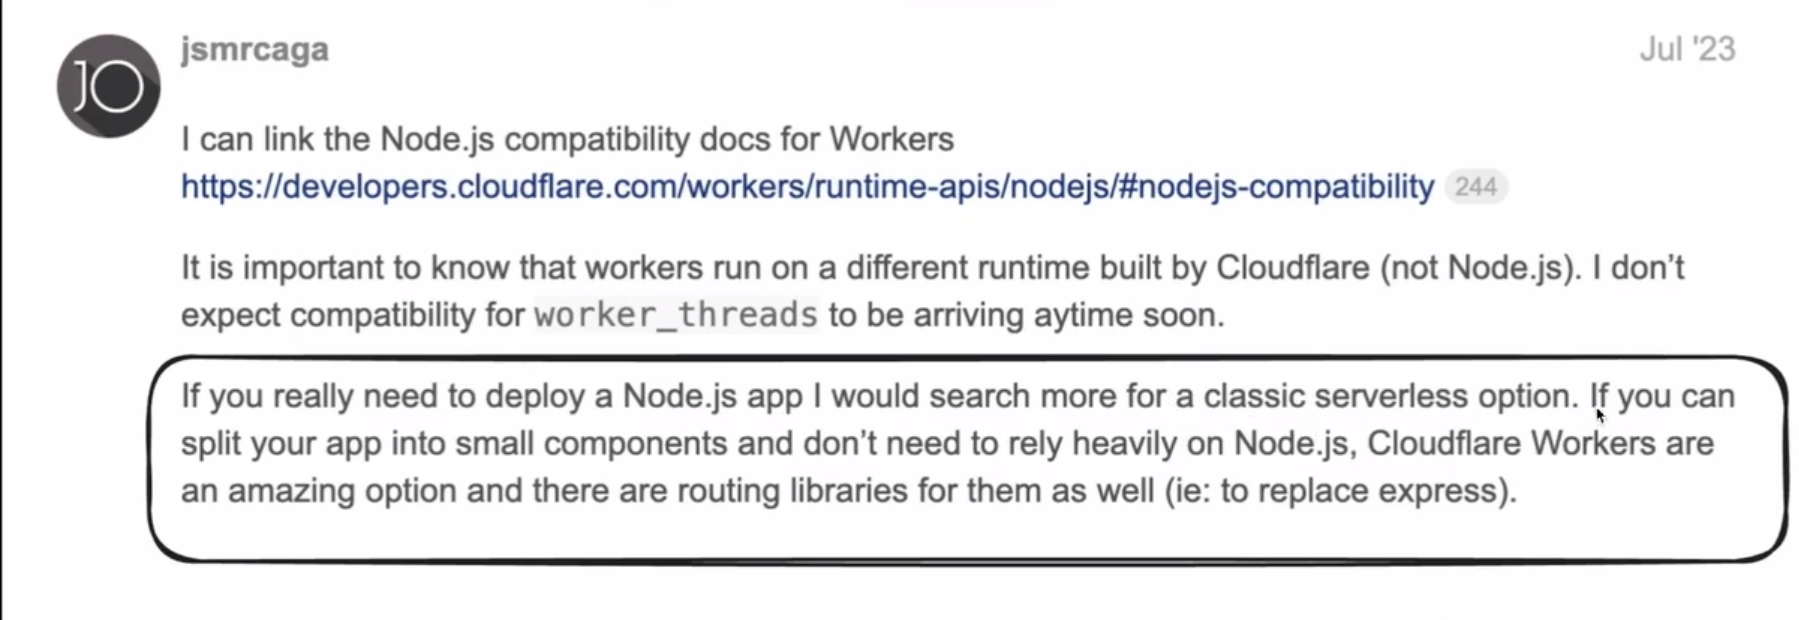 jsmrcaga
Jul '23
JO
I can link the Node.js compatibility docs for Workers
https://developers.cloudflare.com/workers/runtime-apis/nodejs/#nodejs-compatibility 244
It is important to know that workers run on a different runtime built by Cloudflare (not Node.js). I don’t
expect compatibility for worker_threads to be arriving aytime soon.
If you really need to deploy a Node.js app I would search more for a classic serverless option. If you can
split your app into small components and don’t need to rely heavily on Node.js, Cloudflare Workers are
an amazing option and there are routing libraries for them as well (ie: to replace express).